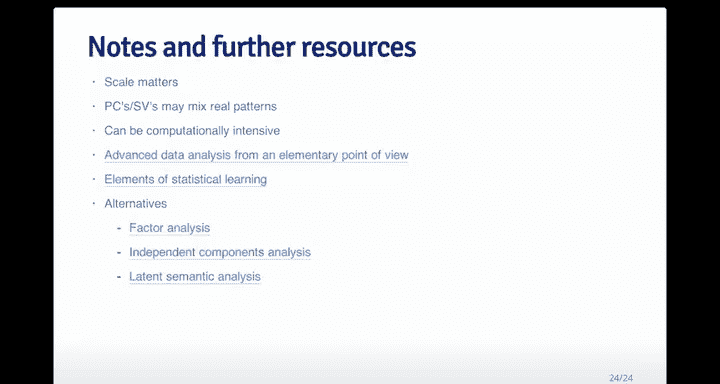 Notes and further resources
· Scale matters
· PC's/SV's may mix real patterns
· Can be computationally intensive
· Advanced data analysis from an elementary point of view
· Elements of statistical learning
· Alternatives
- Factor analysis
- Independent components analysis
- Latent semantic analysis
24/24